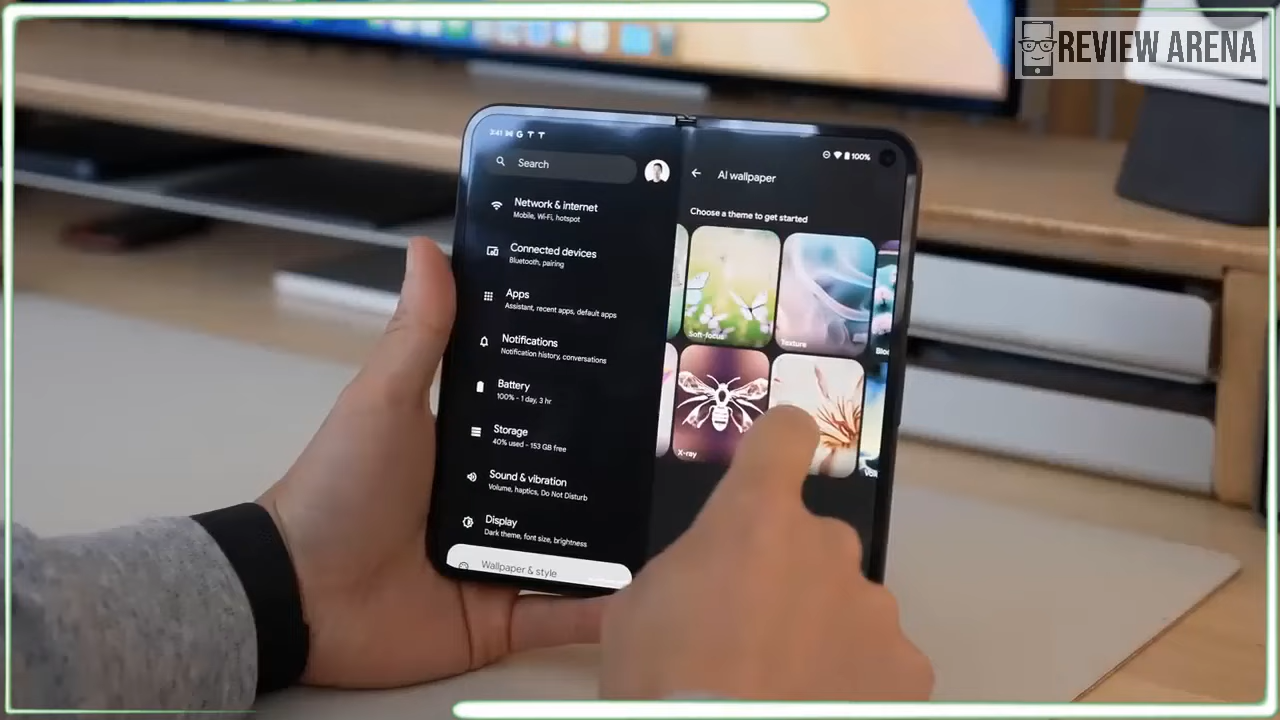 REVIEW ARENA
3:41
100%
Search
AI wallpaper
Choose a theme to get started
Network & internet
Mobile, Wi-Fi, hotspot
Connected devices
Bluetooth, pairing
Apps
Assistant, recent apps, default apps
Notifications
Notification history, conversations
Battery
100% - 1 day, 3 hr
Storage
40% used - 153 GB free
Sound & vibration
Volume, haptics, Do Not Disturb
Display
Dark theme, font size, brightness
Wallpaper & style
Soft-focus
Texture
X-ray